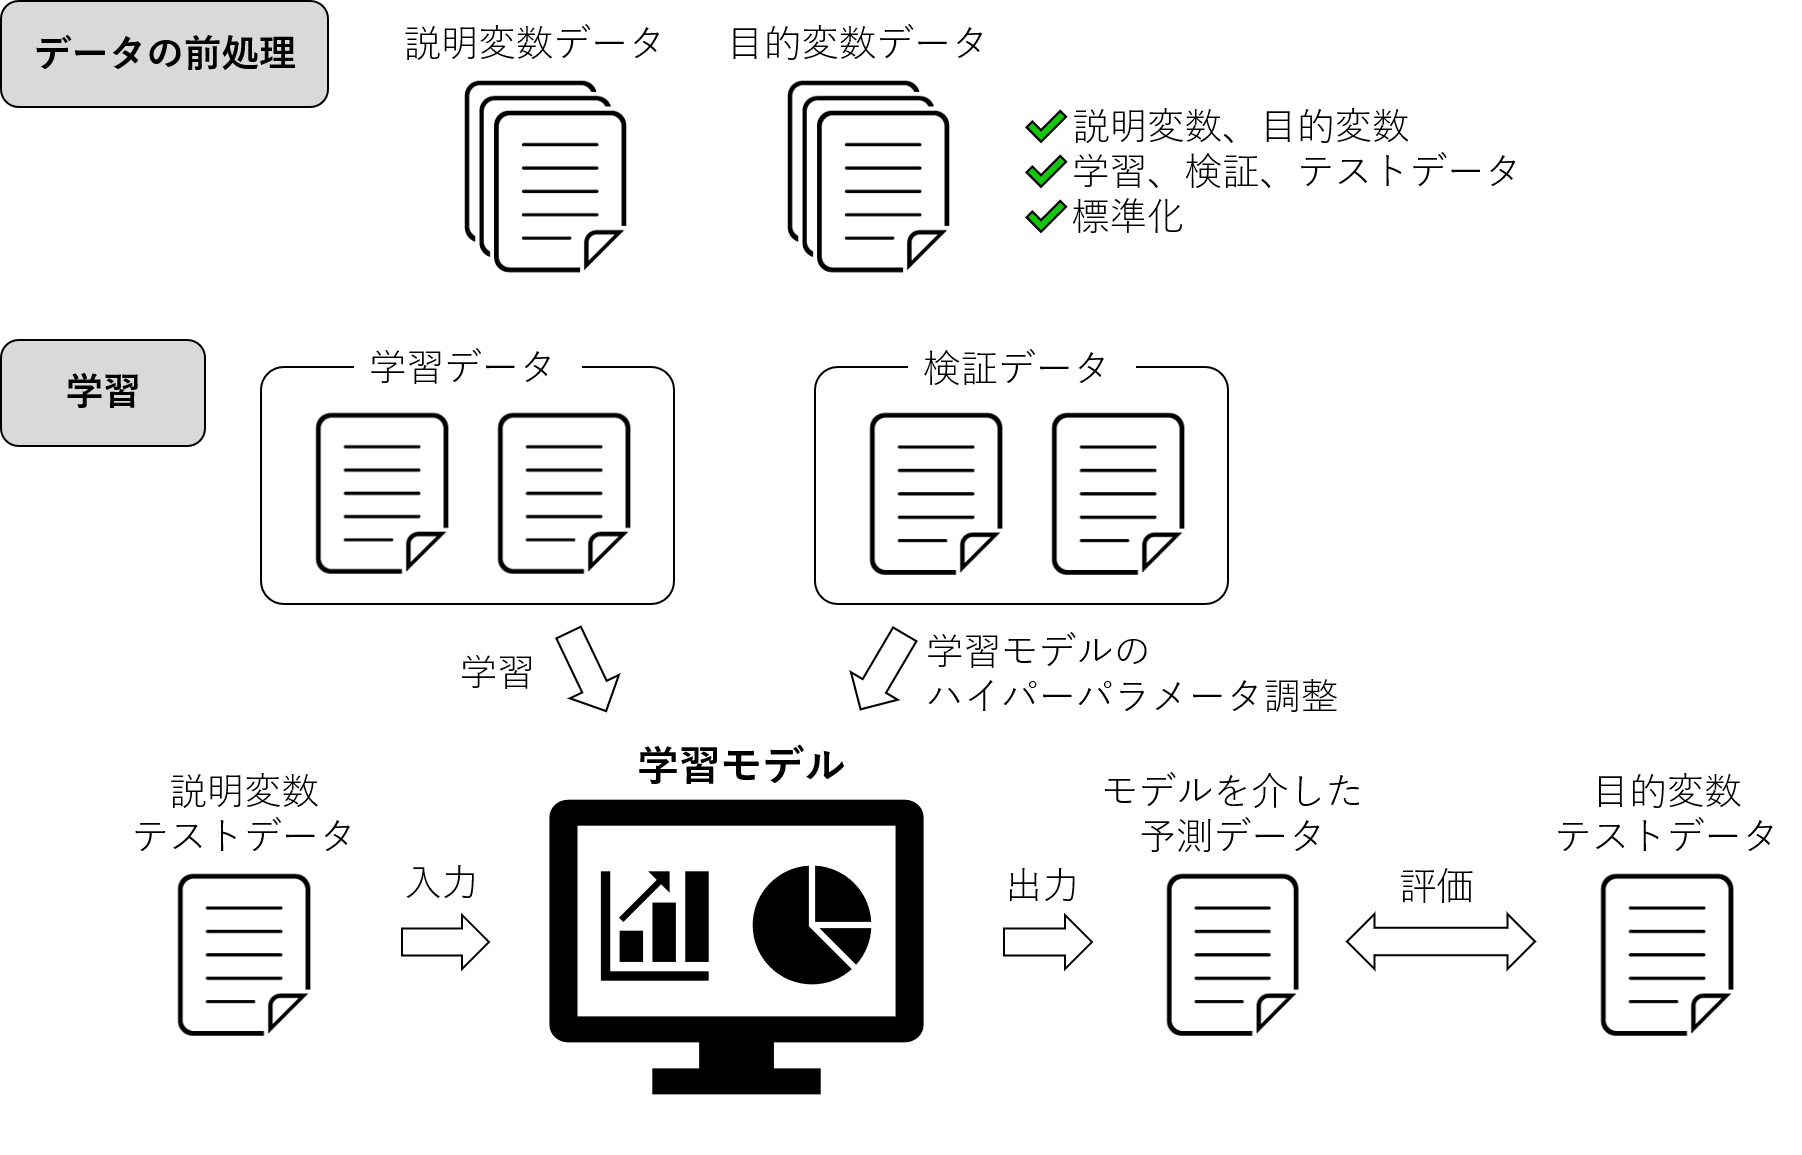 データの前処理
説明変数データ
目的変数データ
説明変数、目的変数
学習、検証、テストデータ
標準化
学習
学習データ
検証データ
学習
学習モデルの
ハイパーパラメータ調整
学習モデル
説明変数
テストデータ
入力
出力
モデルを介した
予測データ
評価
目的変数
テストデータ